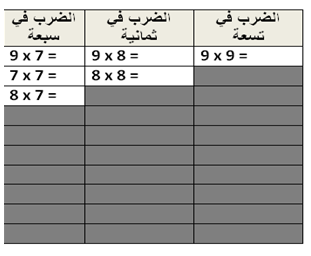 الضرب في سبعة
الضرب في ثمانية
الضرب في تسعة
9 x 7 =
9 x 8 =
9 x 9 =
7 x 7 =
8 x 8 =
8 x 7 =